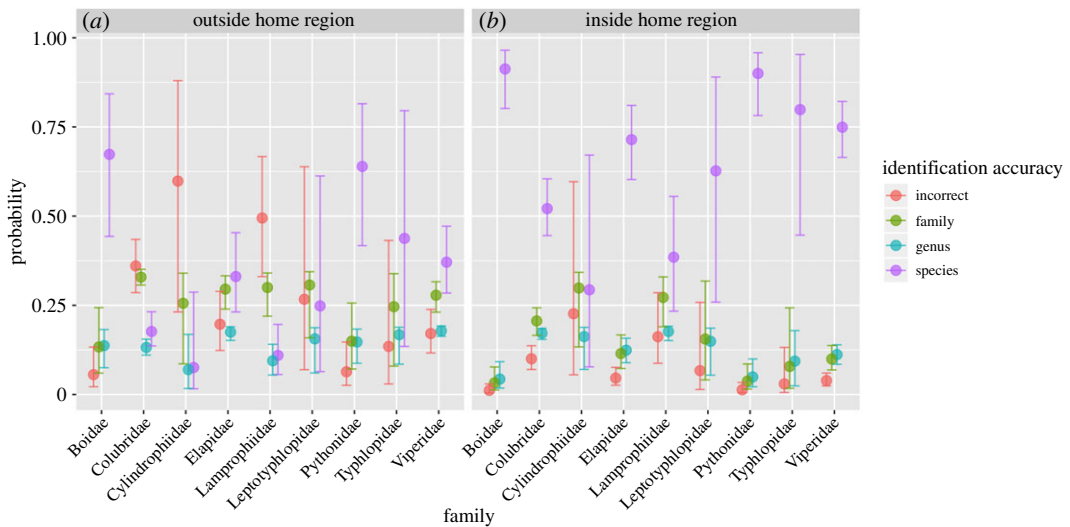 (a) outside home region
(b) inside home region
1.00
0.75
0.50
0.25
0
probability
Boidae
Colubridae
Cylindrophiidae
Elapidae
Lamprophiidae
Leptotyphlopidae
Pythonidae
Typhlopidae
Viperidae
Boidae
Colubridae
Cylindrophiidae
Elapidae
Lamprophiidae
Leptotyphlopidae
Pythonidae
Typhlopidae
Viperidae
family
identification accuracy
incorrect
family
genus
species